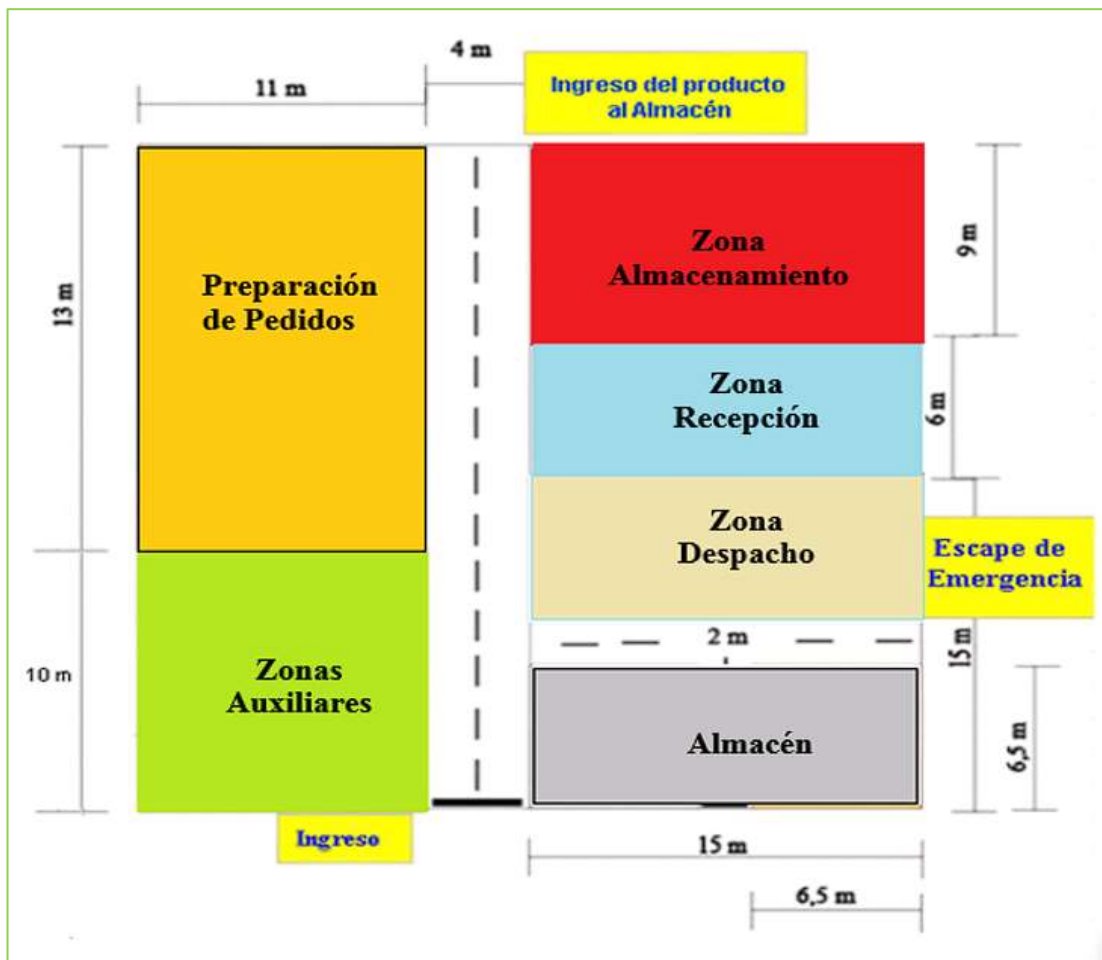 4 m
11 m
Ingreso del producto
al Almacén
13 m
Preparación
de Pedidos
Zona
Almacenamiento
9 m
Zona
Recepción
6 m
Zona
Despacho
Escape de
Emergencia
2 m
15 m
10 m
Zonas
Auxiliares
Almacén
6,5 m
Ingreso
15 m
6,5 m